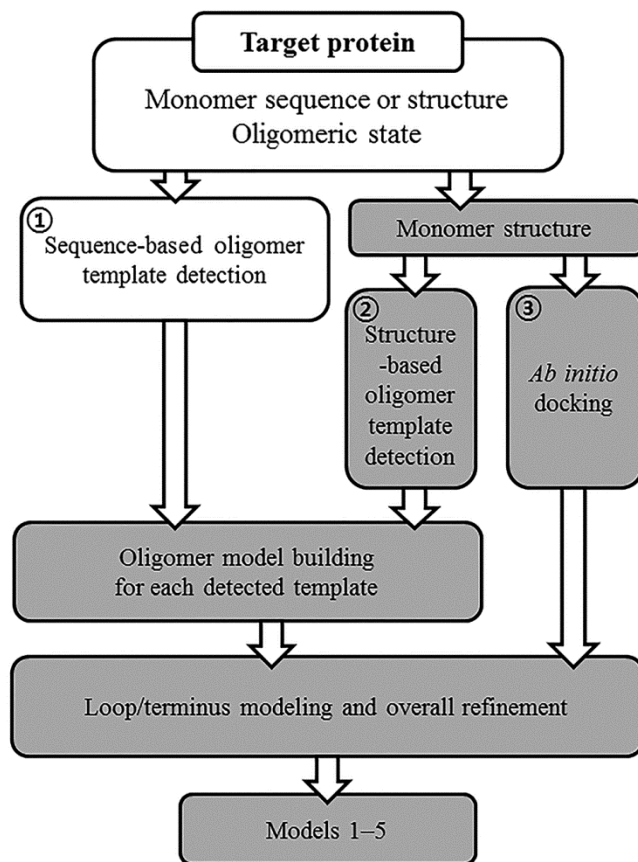 Target protein
Monomer sequence or structure
Oligomeric state
①
Sequence-based oligomer
template detection
Monomer structure
②
Structure
-based
oligomer
template
detection
③
Ab initio
docking
Oligomer model building
for each detected template
Loop/terminus modeling and overall refinement
Models 1–5